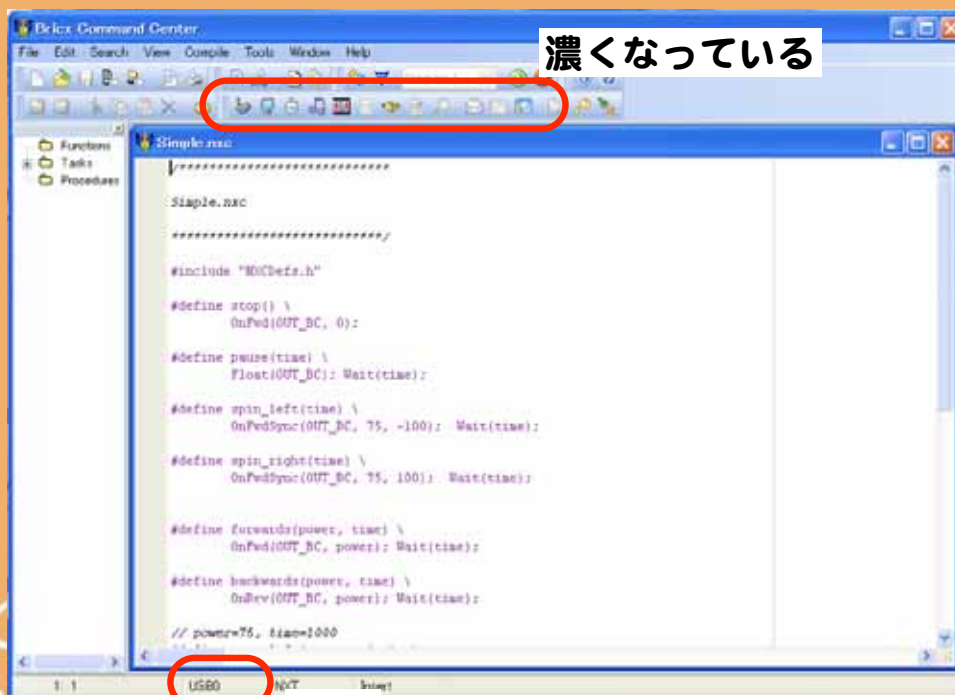 Bricx Command Center
File Edit Search View Compile Tools Window Help
濃くなっている
Functions
Tasks
Procedures
Simple.nxc
/****************************
Simple.nxc
****************************/
#include "NXCDefs.h"
#define stop() \
OnFwd(OUT_BC, 0);
#define pause(time) \
Float(OUT_BC); Wait(time);
#define spin_left(time) \
OnFwdSync(OUT_BC, 75, -100); Wait(time);
#define spin_right(time) \
OnFwdSync(OUT_BC, 75, 100); Wait(time);
#define forwards(power, time) \
OnFwd(OUT_BC, power); Wait(time);
#define backwards(power, time) \
OnRev(OUT_BC, power); Wait(time);
// power=75, time=1000
1: 1 USB0 NXT Insert